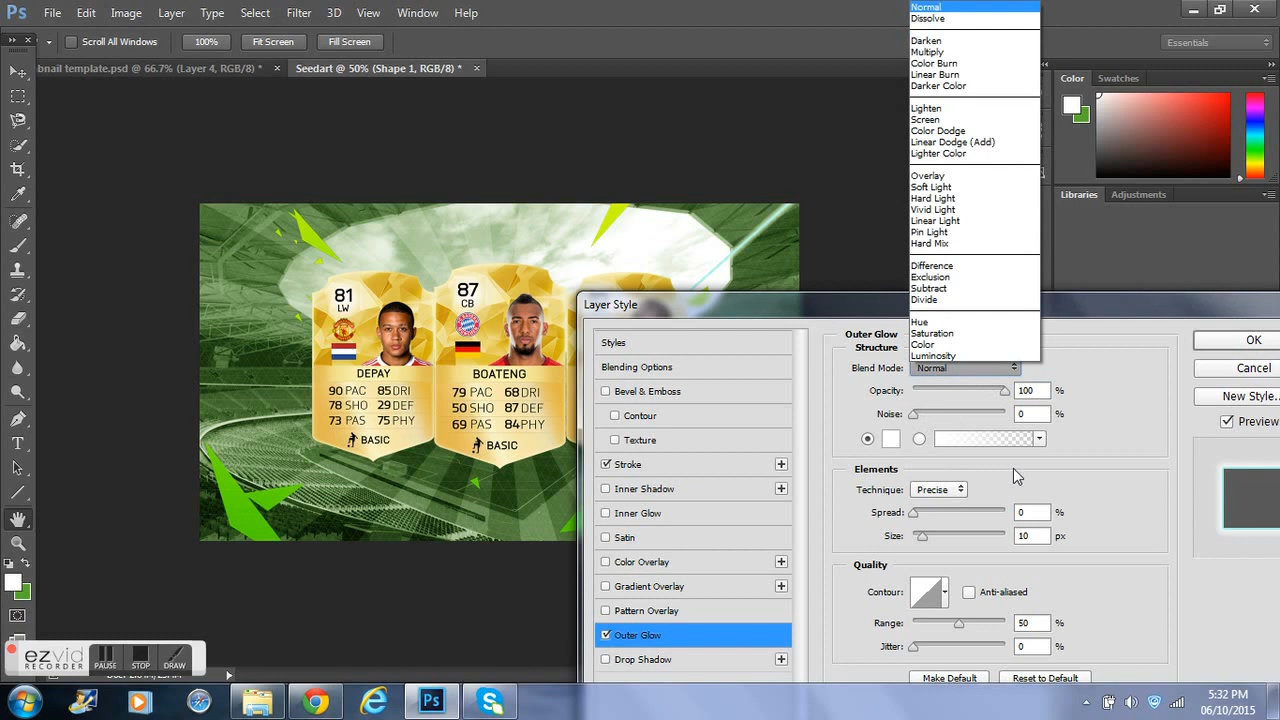 Ps File Edit Image Layer Type Select Filter 3D View Window Help
Scroll All Windows 100% Fit Screen Fill Screen Essentials
bnail template.psd @ 66.7% (Layer 4, RGB/8) * × Seedart @ 50% (Shape 1, RGB/8) * ×
Normal
Dissolve
Darken
Multiply
Color Burn
Linear Burn
Darker Color
Lighten
Screen
Color Dodge
Linear Dodge (Add)
Lighter Color
Overlay
Soft Light
Hard Light
Vivid Light
Linear Light
Pin Light
Hard Mix
Difference
Exclusion
Subtract
Divide
Hue
Saturation
Color
Luminosity
Color Swatches
Libraries Adjustments
81
LW
DEPAY
90 PAC 85 DRI
78 SHO 29 DEF
73 PAS 75 PHY
BASIC
87
CB
BOATENG
79 PAC 68 DRI
50 SHO 87 DEF
69 PAS 84 PHY
BASIC
Layer Style
Styles
Blending Options
Bevel & Emboss
Contour
Texture
Stroke
Inner Shadow
Inner Glow
Satin
Color Overlay
Gradient Overlay
Pattern Overlay
Outer Glow
Drop Shadow
Outer Glow
Structure
Blend Mode: Normal
Opacity: 100 %
Noise: 0 %
Elements
Technique: Precise
Spread: 0 %
Size: 10 px
Quality
Contour: Anti-aliased
Range: 50 %
Jitter: 0 %
Make Default Reset to Default
OK
Cancel
New Style...
Preview
ezvid
RECORDER
PAUSE STOP DRAW
Ps
5:32 PM
06/10/2015